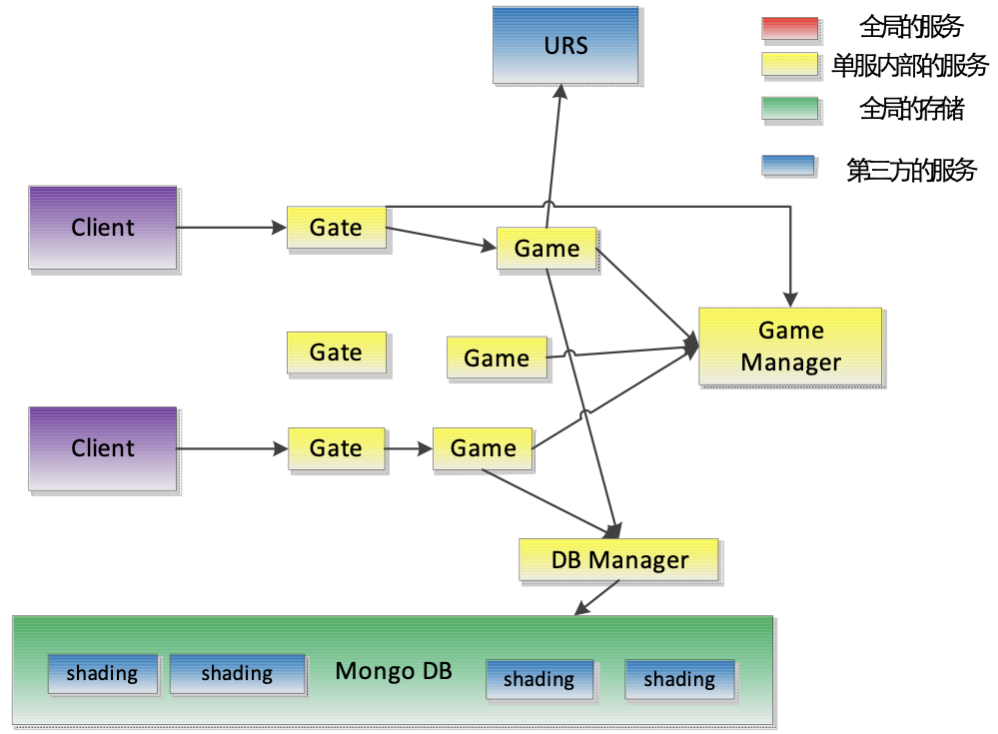 URS
全局的服务
单服内部的服务
全局的存储
第三方的服务
Client
Gate
Game
Game
Manager
Gate
Game
Client
Gate
Game
DB Manager
shading
shading
Mongo DB
shading
shading